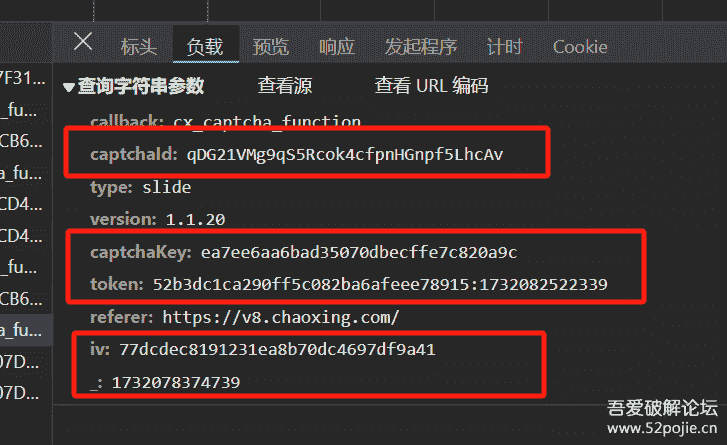 标头 负载 预览 响应 发起程序 计时 Cookie
7F31...
▼查询字符串参数 查看源 查看 URL 编码
_fu...
callback: cx_captcha_function
CB6...
captchaId: qDG21VMg9qS5Rcok4cfpnHGnpf5LhcAv
a_fu...
type: slide
CD4...
version: 1.1.20
CD4...
captchaKey: ea7ee6aa6bad35070dbecffe7c820a9c
_fu...
token: 52b3dc1ca290ff5c082ba6afeee78915:1732082522339
CB6...
referer: https://v8.chaoxing.com/
a_fu...
iv: 77dcdec8191231ea8b70dc4697df9a41
07D...
_: 1732078374739
07D...
吾爱破解论坛
www.52pojie.cn